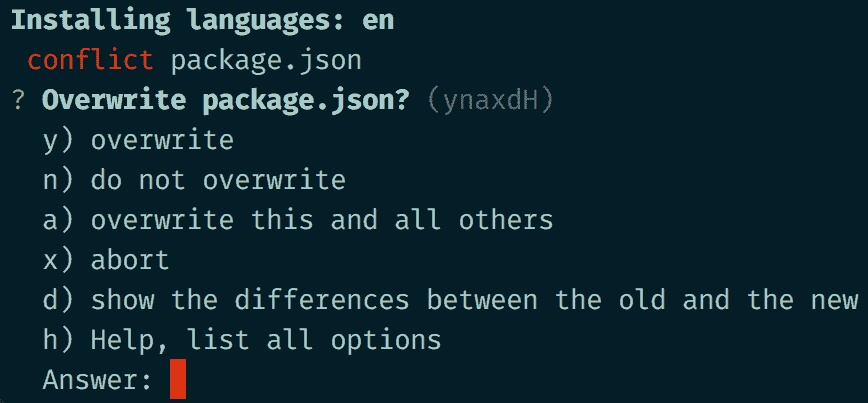 Installing languages: en
conflict package.json
? Overwrite package.json? (ynaxdH)
y) overwrite
n) do not overwrite
a) overwrite this and all others
x) abort
d) show the differences between the old and the new
h) Help, list all options
Answer: